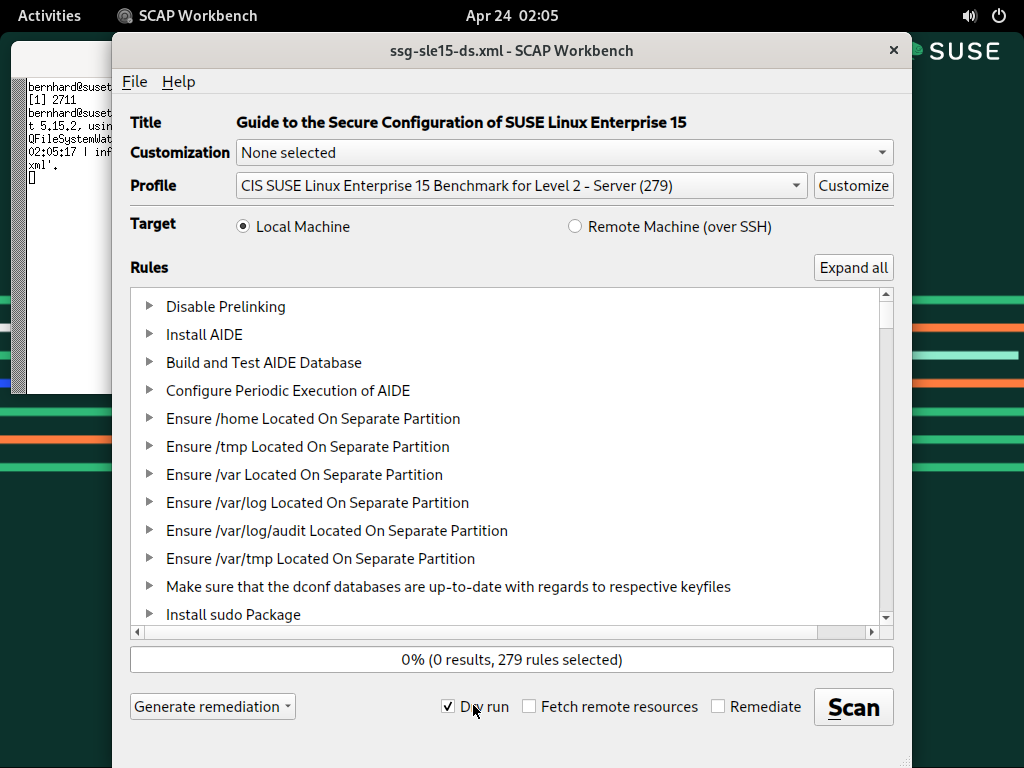 Activities SCAP Workbench Apr 24 02:05
SUSE
ssg-sle15-ds.xml - SCAP Workbench
bernhard@suset
[1] 2711
bernhard@suset
t 5.15.2, usin
QFileSystemWat
02:05:17 | inf
xml'.
File Help
Title Guide to the Secure Configuration of SUSE Linux Enterprise 15
Customization None selected
Profile CIS SUSE Linux Enterprise 15 Benchmark for Level 2 - Server (279) Customize
Target Local Machine Remote Machine (over SSH)
Rules Expand all
Disable Prelinking
Install AIDE
Build and Test AIDE Database
Configure Periodic Execution of AIDE
Ensure /home Located On Separate Partition
Ensure /tmp Located On Separate Partition
Ensure /var Located On Separate Partition
Ensure /var/log Located On Separate Partition
Ensure /var/log/audit Located On Separate Partition
Ensure /var/tmp Located On Separate Partition
Make sure that the dconf databases are up-to-date with regards to respective keyfiles
Install sudo Package
0% (0 results, 279 rules selected)
Generate remediation Dry run Fetch remote resources Remediate Scan